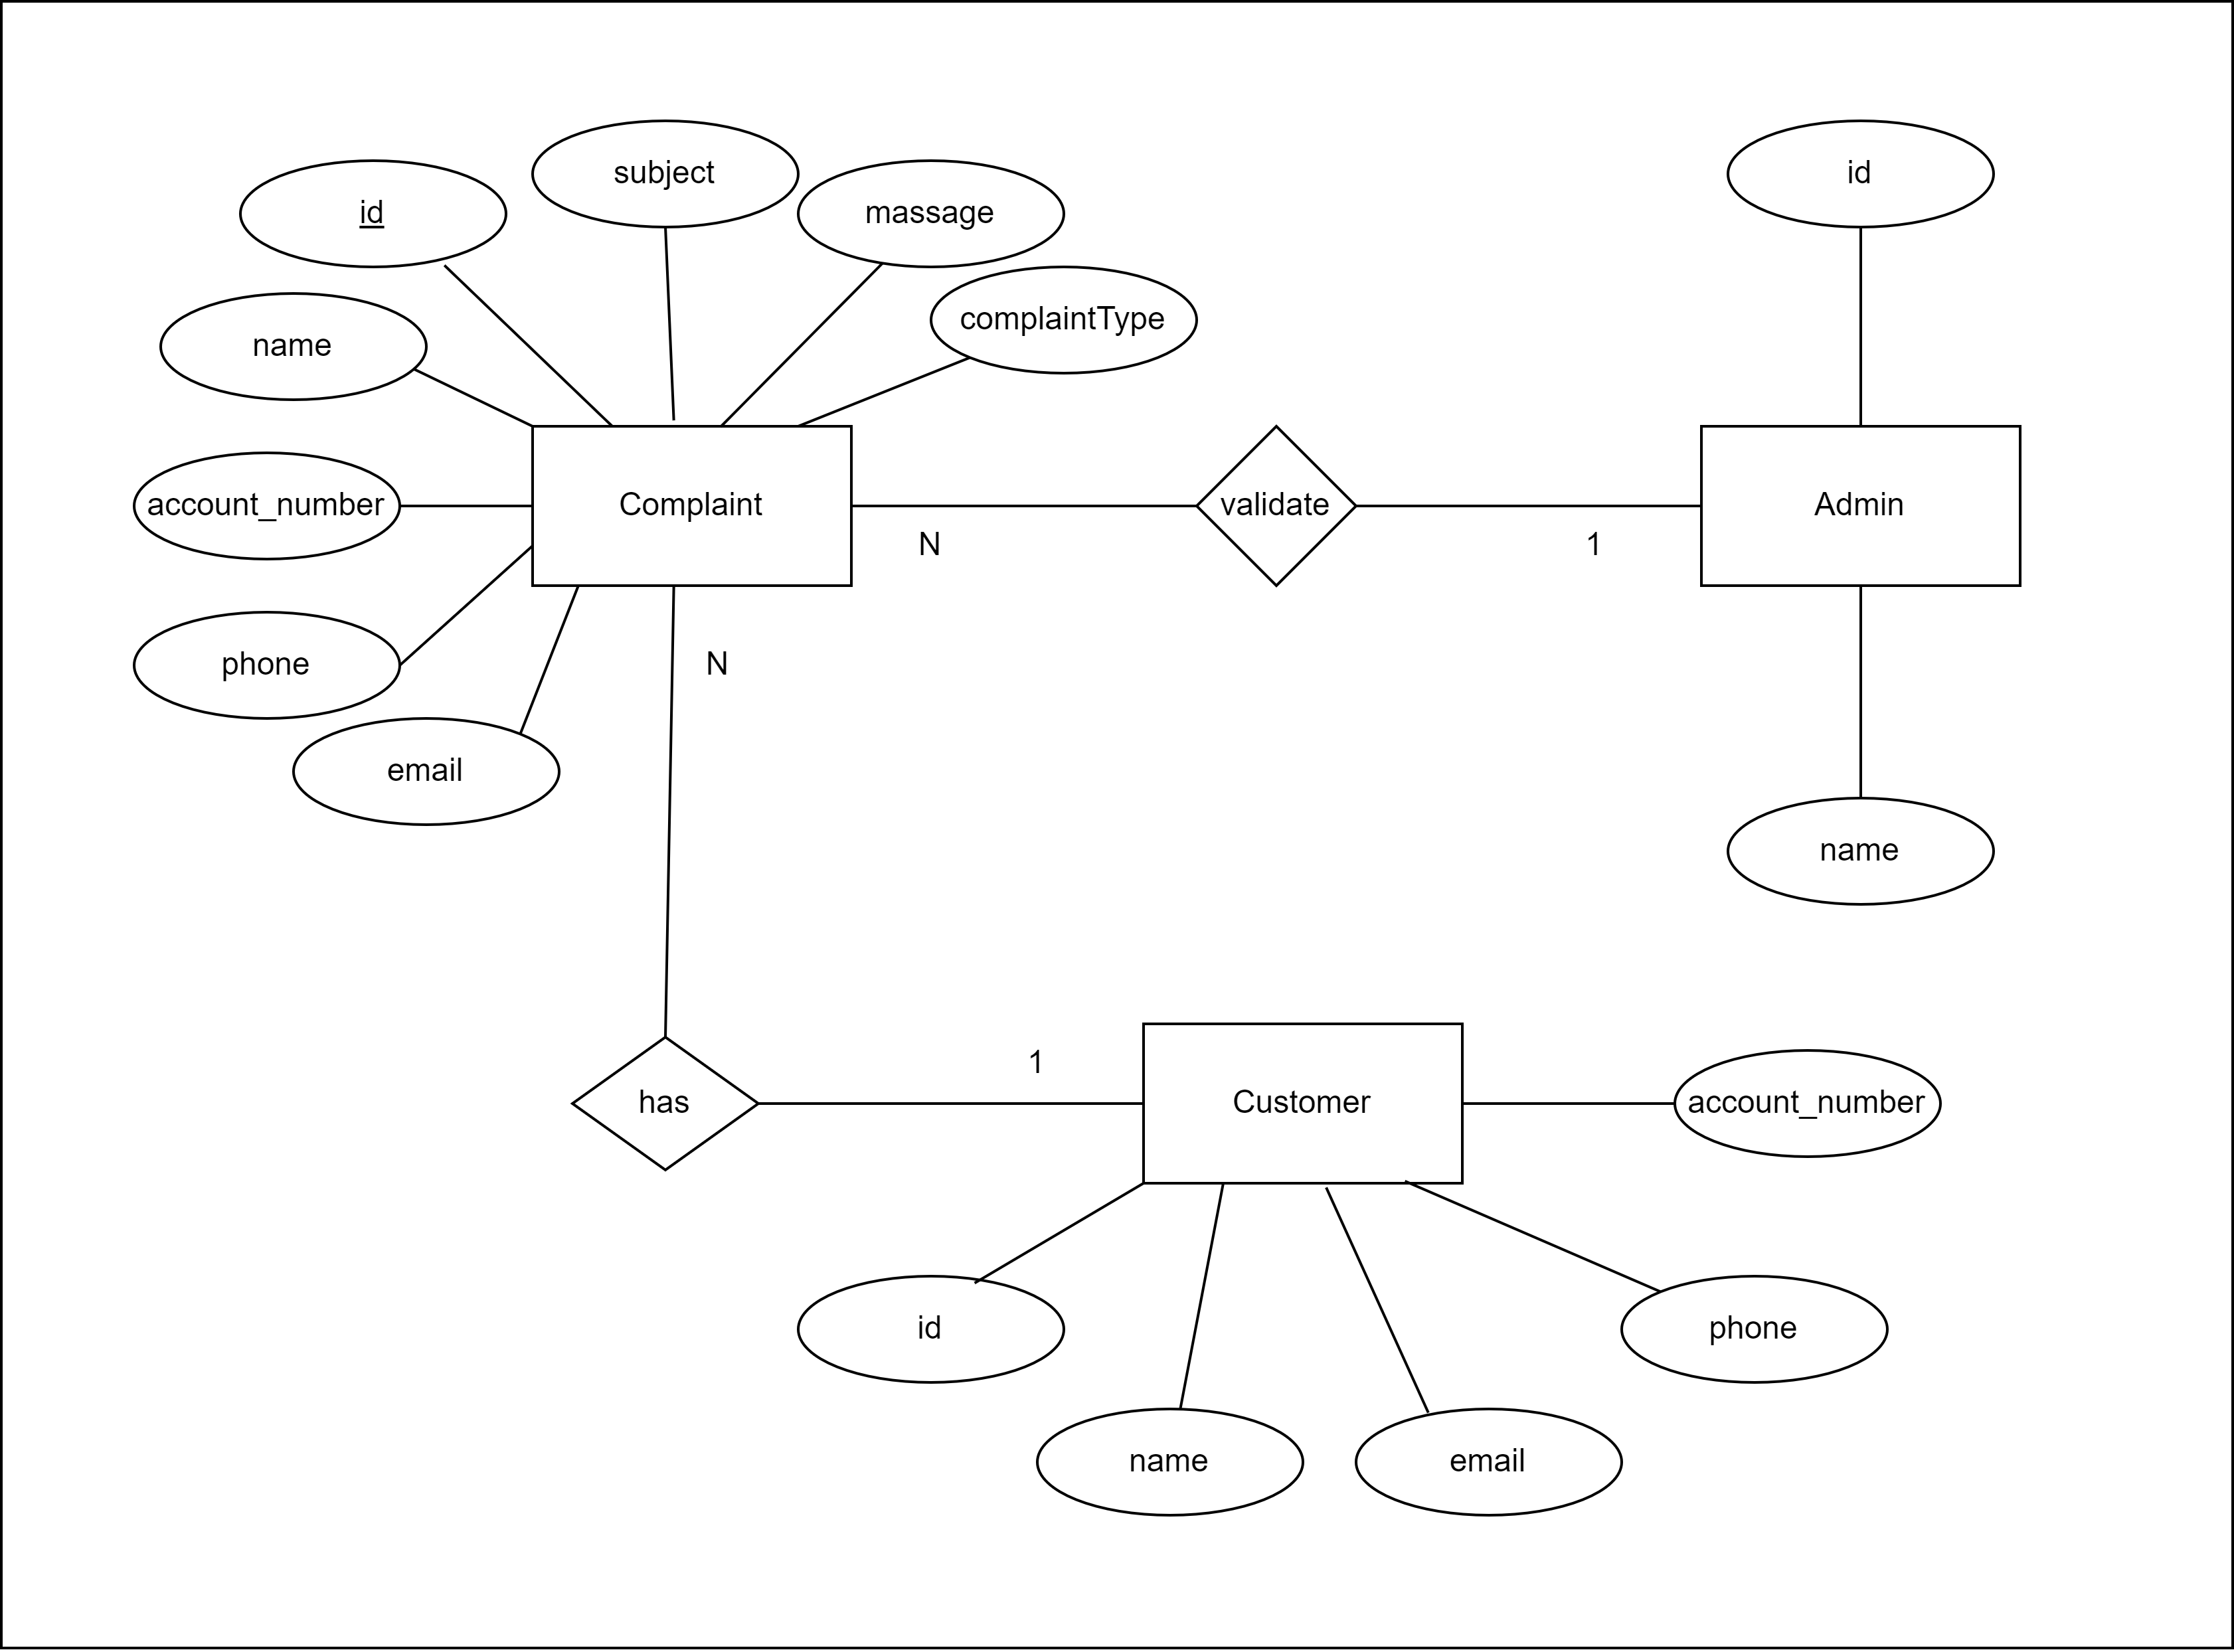 subject
id
id
massage
complaintType
name
account_number
Complaint
validate
Admin
N
1
phone
N
email
name
1
has
Customer
account_number
id
phone
name
email